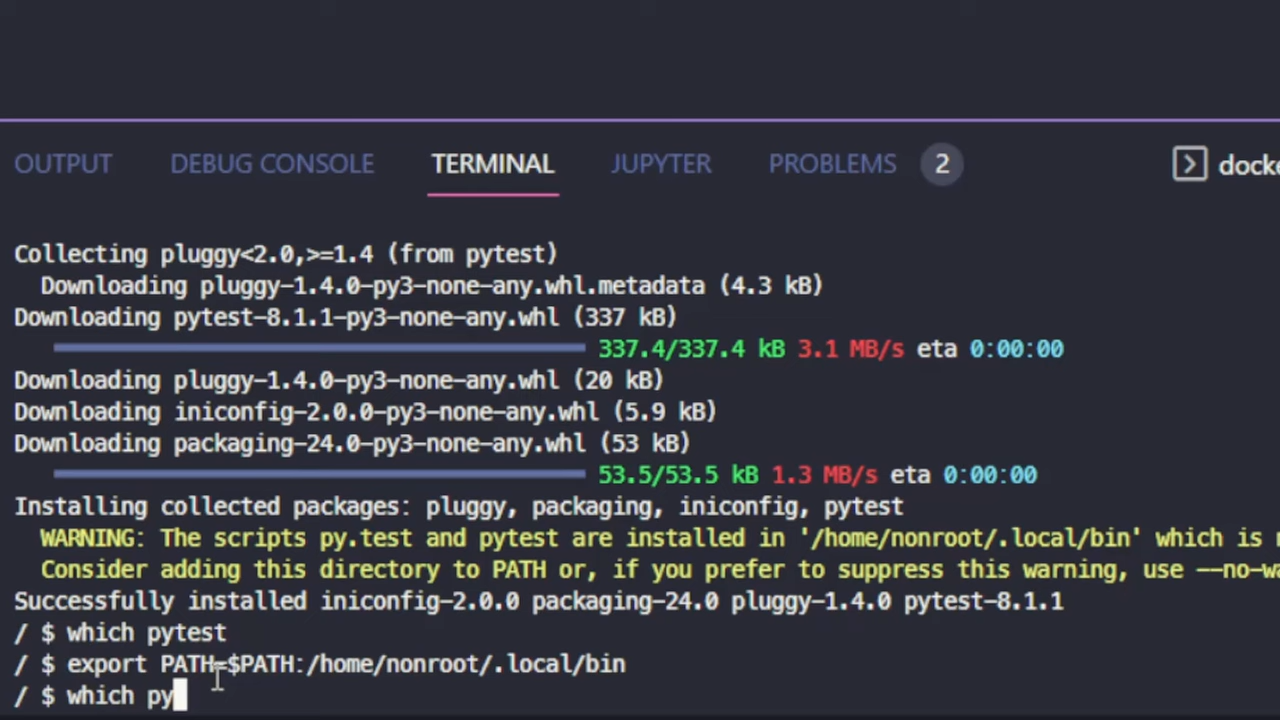 OUTPUT DEBUG CONSOLE TERMINAL JUPYTER PROBLEMS 2
Collecting pluggy<2.0,>=1.4 (from pytest)
Downloading pluggy-1.4.0-py3-none-any.whl.metadata (4.3 kB)
Downloading pytest-8.1.1-py3-none-any.whl (337 kB)
337.4/337.4 kB 3.1 MB/s eta 0:00:00
Downloading pluggy-1.4.0-py3-none-any.whl (20 kB)
Downloading iniconfig-2.0.0-py3-none-any.whl (5.9 kB)
Downloading packaging-24.0-py3-none-any.whl (53 kB)
53.5/53.5 kB 1.3 MB/s eta 0:00:00
Installing collected packages: pluggy, packaging, iniconfig, pytest
WARNING: The scripts py.test and pytest are installed in '/home/nonroot/.local/bin' which is
Consider adding this directory to PATH or, if you prefer to suppress this warning, use
Successfully installed iniconfig-2.0.0 packaging-24.0 pluggy-1.4.0 pytest-8.1.1
/ $ which pytest
/ $ export PATH=$PATH:/home/nonroot/.local/bin
/ $ which py